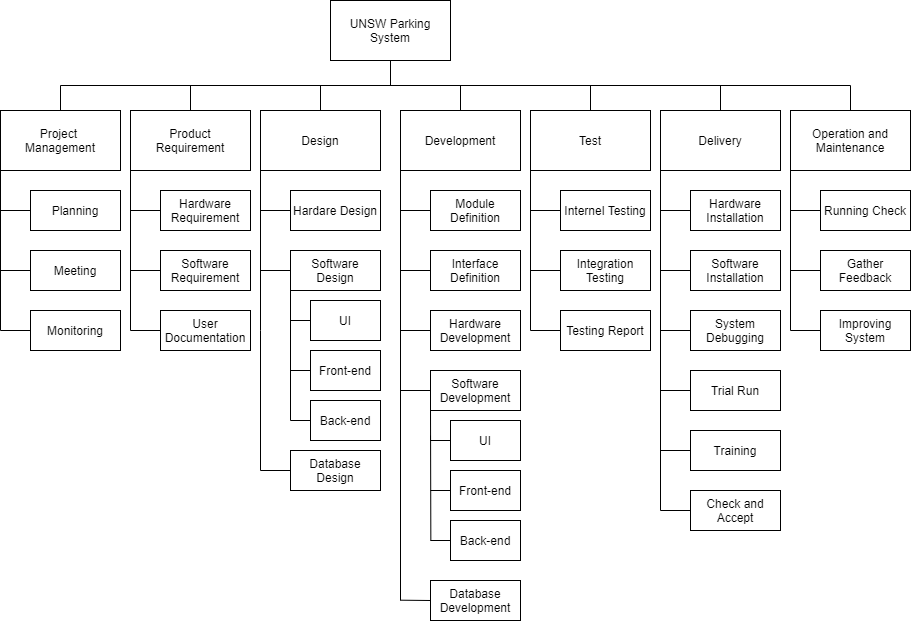 UNSW Parking
System
Project
Management
Planning
Meeting
Monitoring
Product
Requirement
Hardware
Requirement
Software
Requirement
User
Documentation
Design
Hardare Design
Software
Design
UI
Front-end
Back-end
Database
Design
Development
Module
Definition
Interface
Definition
Hardware
Development
Software
Development
UI
Front-end
Back-end
Database
Development
Test
Internel Testing
Integration
Testing
Testing Report
Delivery
Hardware
Installation
Software
Installation
System
Debugging
Trial Run
Training
Check and
Accept
Operation and
Maintenance
Running Check
Gather
Feedback
Improving
System